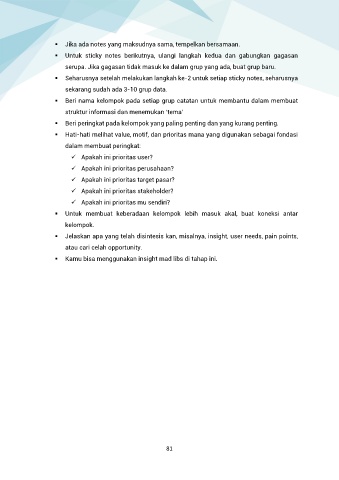 ▪ Jika ada notes yang maksudnya sama, tempelkan bersamaan.
▪ Untuk sticky notes berikutnya, ulangi langkah kedua dan gabungkan gagasan
serupa. Jika gagasan tidak masuk ke dalam grup yang ada, buat grup baru.
▪ Seharusnya setelah melakukan langkah ke-2 untuk setiap sticky notes, seharusnya
sekarang sudah ada 3-10 grup data.
▪ Beri nama kelompok pada setiap grup catatan untuk membantu dalam membuat
struktur informasi dan menemukan 'tema'
▪ Beri peringkat pada kelompok yang paling penting dan yang kurang penting.
▪ Hati-hati melihat value, motif, dan prioritas mana yang digunakan sebagai fondasi
dalam membuat peringkat:
✓ Apakah ini prioritas user?
✓ Apakah ini prioritas perusahaan?
✓ Apakah ini prioritas target pasar?
✓ Apakah ini prioritas stakeholder?
✓ Apakah ini prioritas mu sendiri?
▪ Untuk membuat keberadaan kelompok lebih masuk akal, buat koneksi antar
kelompok.
▪ Jelaskan apa yang telah disintesis kan, misalnya, insight, user needs, pain points,
atau cari celah opportunity.
▪ Kamu bisa menggunakan insight mad libs di tahap ini.
81